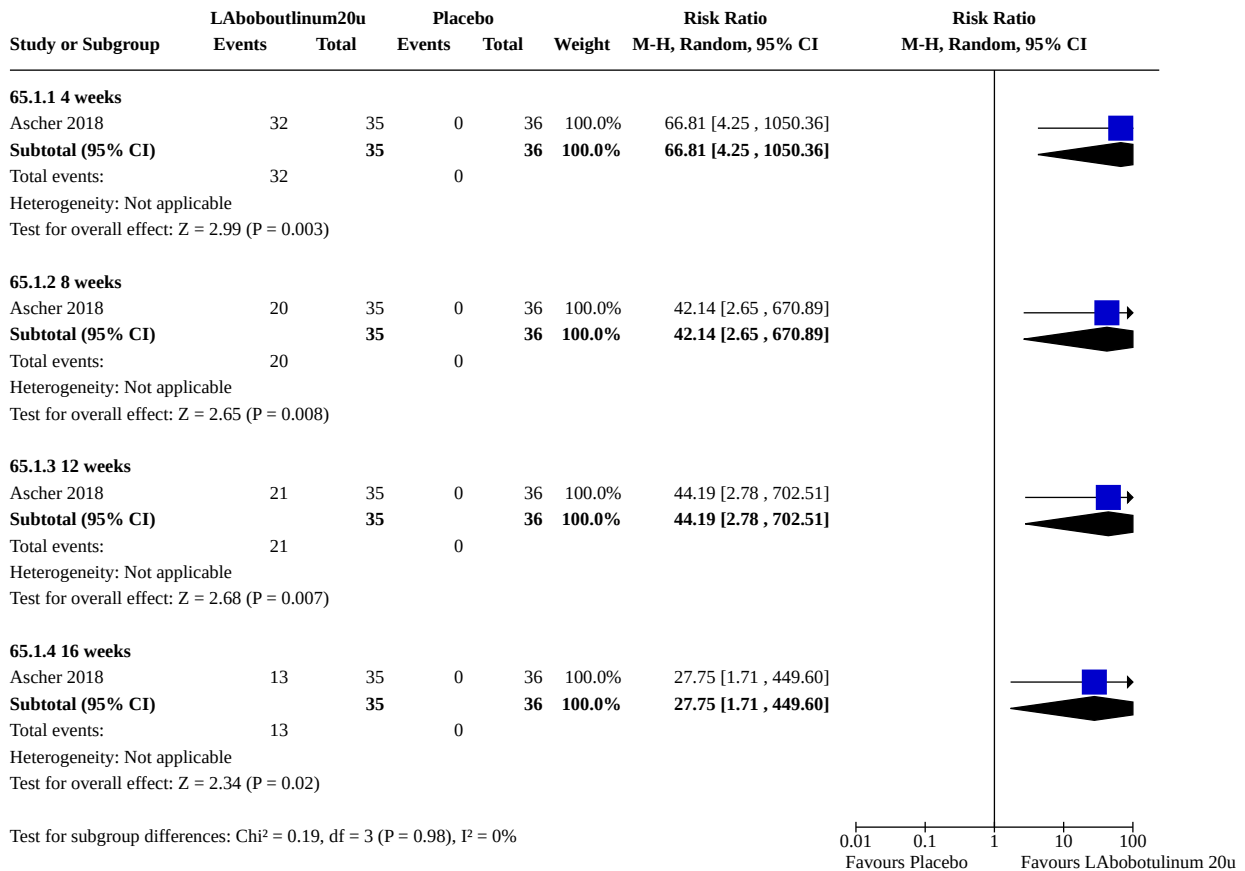 LAboboutlinum20u Placebo Risk Ratio Risk Ratio
Study or Subgroup Events Total Events Total Weight M-H, Random, 95% CI M-H, Random, 95% CI
65.1.1 4 weeks
Ascher 2018 32 35 0 36 100.0% 66.81 [4.25 , 1050.36]
Subtotal (95% CI) 35 36 100.0% 66.81 [4.25 , 1050.36]
Total events: 32 0
Heterogeneity: Not applicable
Test for overall effect: Z = 2.99 (P = 0.003)
65.1.2 8 weeks
Ascher 2018 20 35 0 36 100.0% 42.14 [2.65 , 670.89]
Subtotal (95% CI) 35 36 100.0% 42.14 [2.65 , 670.89]
Total events: 20 0
Heterogeneity: Not applicable
Test for overall effect: Z = 2.65 (P = 0.008)
65.1.3 12 weeks
Ascher 2018 21 35 0 36 100.0% 44.19 [2.78 , 702.51]
Subtotal (95% CI) 35 36 100.0% 44.19 [2.78 , 702.51]
Total events: 21 0
Heterogeneity: Not applicable
Test for overall effect: Z = 2.68 (P = 0.007)
65.1.4 16 weeks
Ascher 2018 13 35 0 36 100.0% 27.75 [1.71 , 449.60]
Subtotal (95% CI) 35 36 100.0% 27.75 [1.71 , 449.60]
Total events: 13 0
Heterogeneity: Not applicable
Test for overall effect: Z = 2.34 (P = 0.02)
Test for subgroup differences: Chi² = 0.19, df = 3 (P = 0.98), I² = 0%
0.01 0.1 1 10 100
Favours Placebo Favours LAbobotulinum 20u